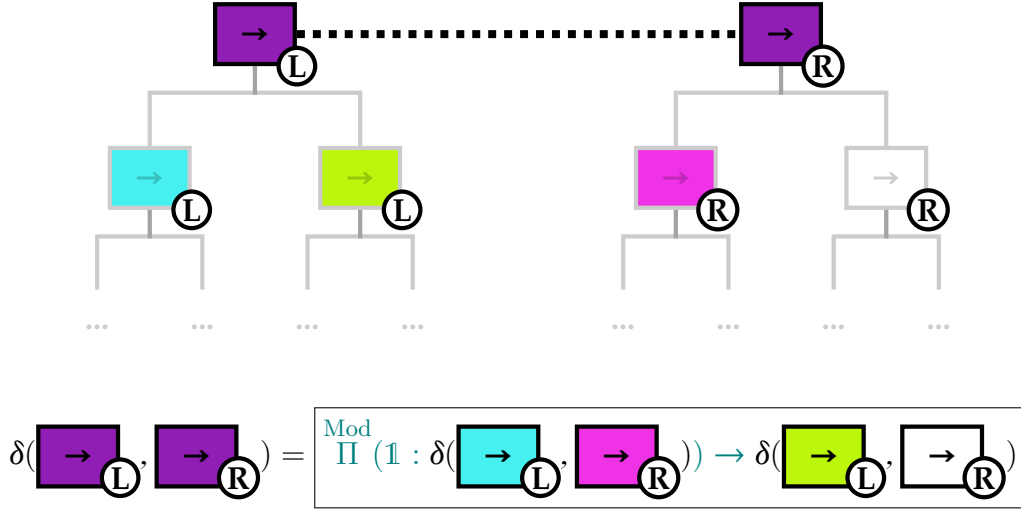 → L → R
→ L → L → R → R
... ... ... ... ... ... ... ...
δ( → L , → R ) = Mod Π (𝟙 : δ( → L , → R )) → δ( → L , → R )